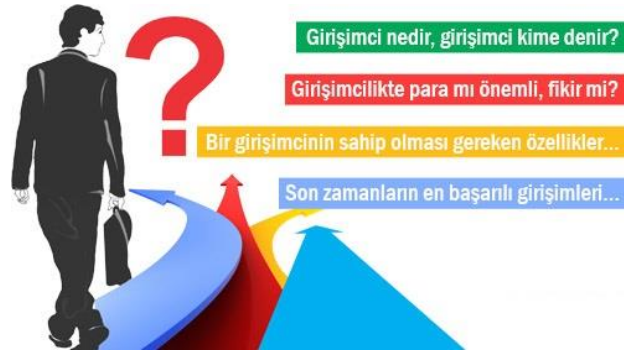 Girişimci nedir, girişimci kime denir?
Girişimcilikte para mı önemli, fikir mi?
Bir girişimcinin sahip olması gereken özellikler...
Son zamanların en başarılı girişimleri...
?